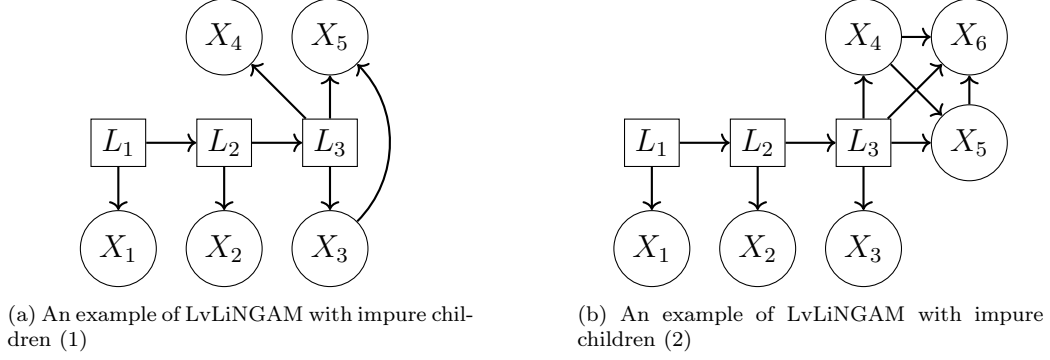 X4 X5
L1 L2 L3
X1 X2 X3
(a) An example of LvLiNGAM with impure chil-
dren (1)
X4 X6
L1 L2 L3 X5
X1 X2 X3
(b) An example of LvLiNGAM with impure
children (2)